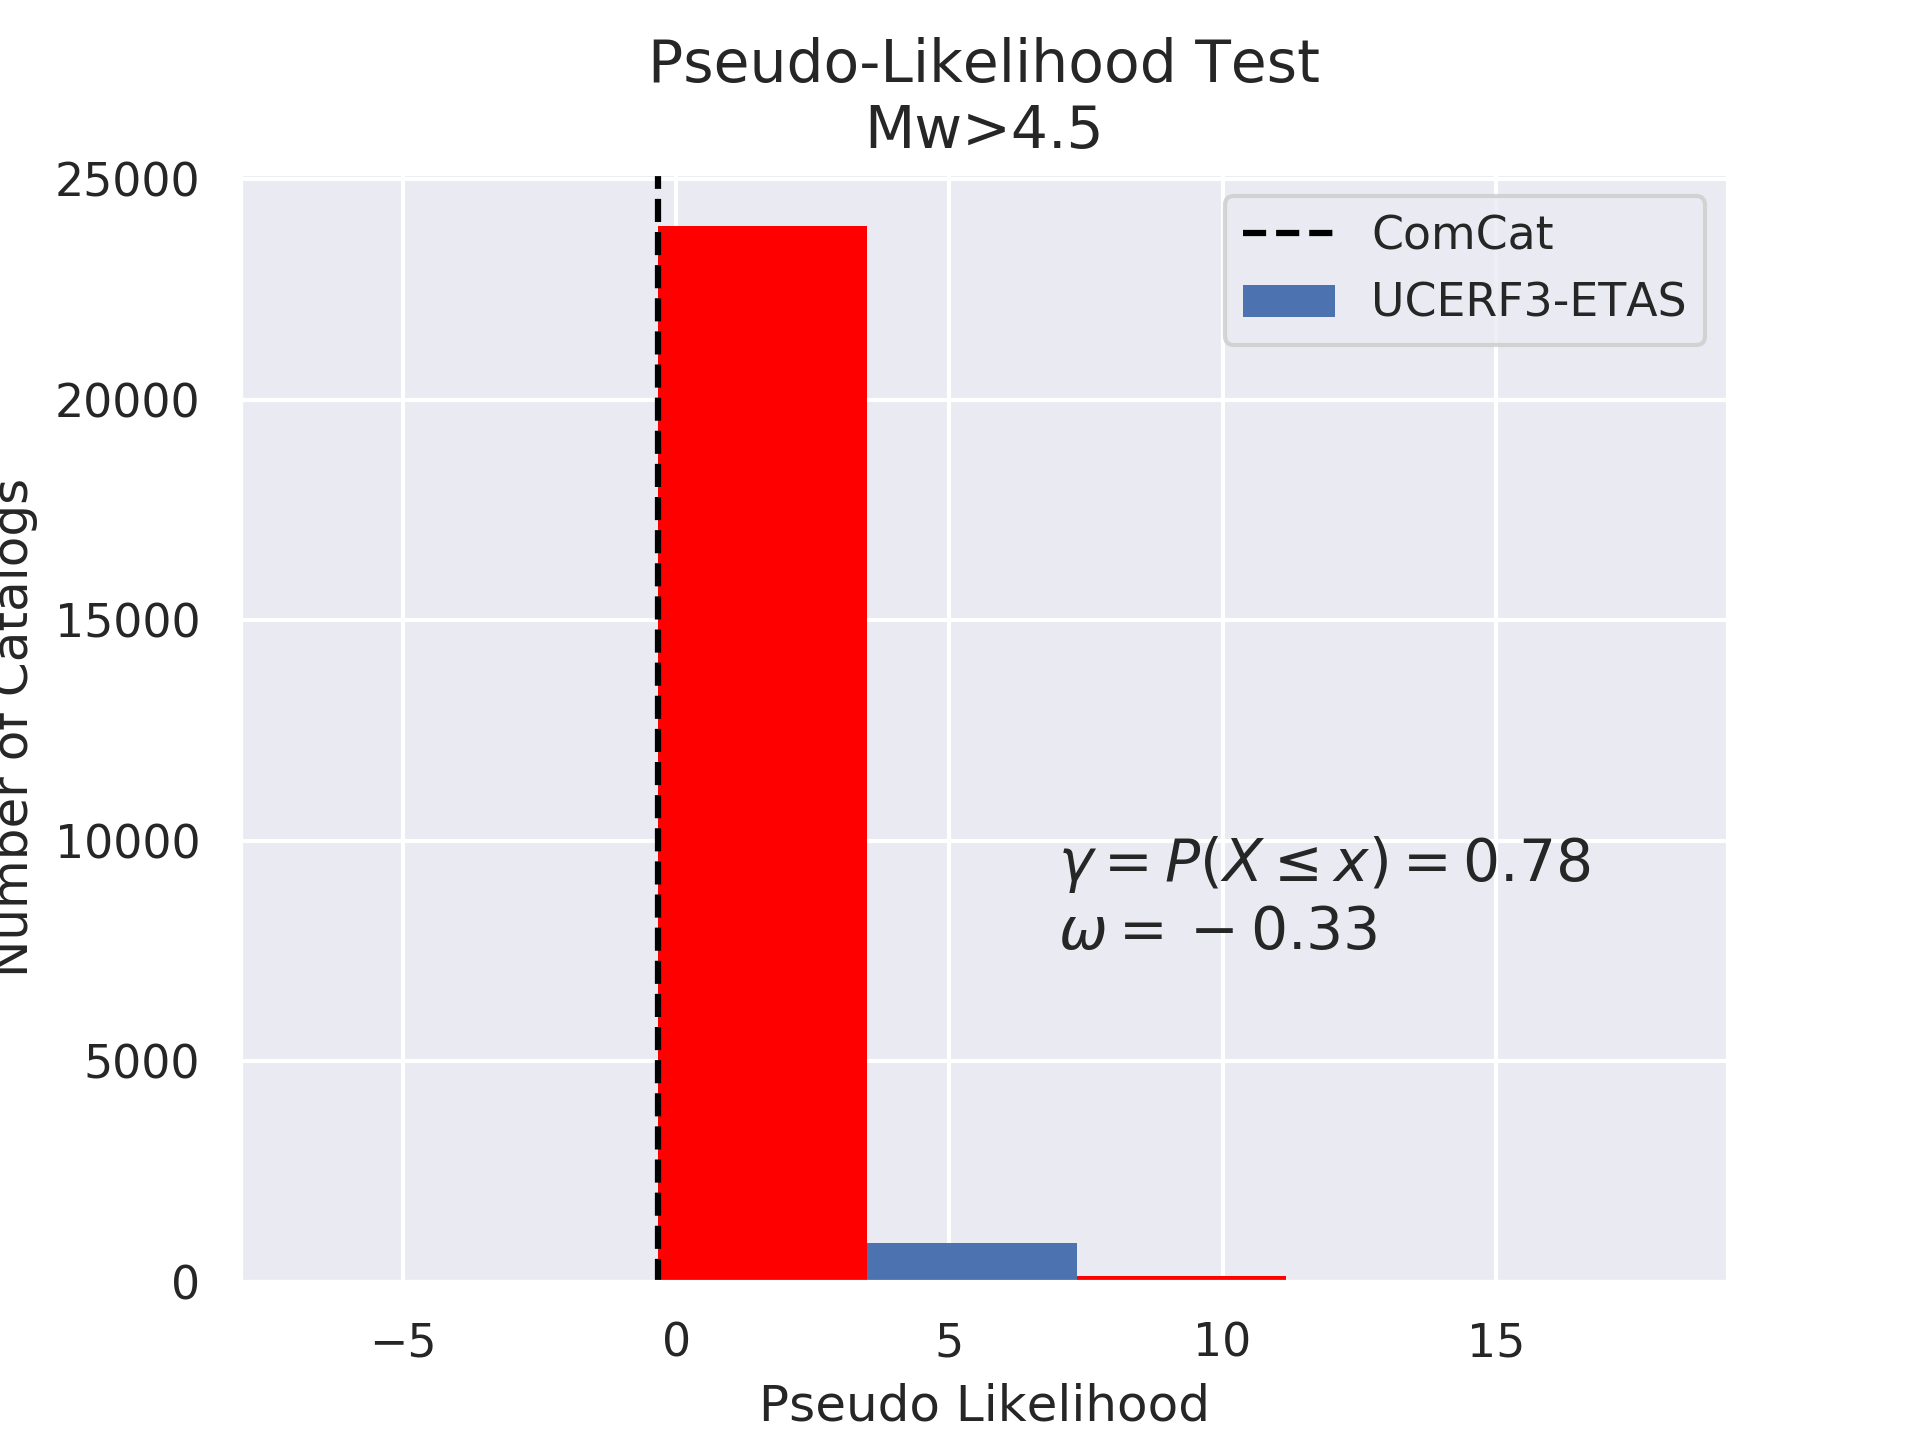 Pseudo-Likelihood Test
Mw>4.5
25000
20000
15000
10000
5000
0
Number of Catalogs
ComCat
UCERF3-ETAS
γ = P(X ≤ x) = 0.78
ω = −0.33
−5 0 5 10 15
Pseudo Likelihood